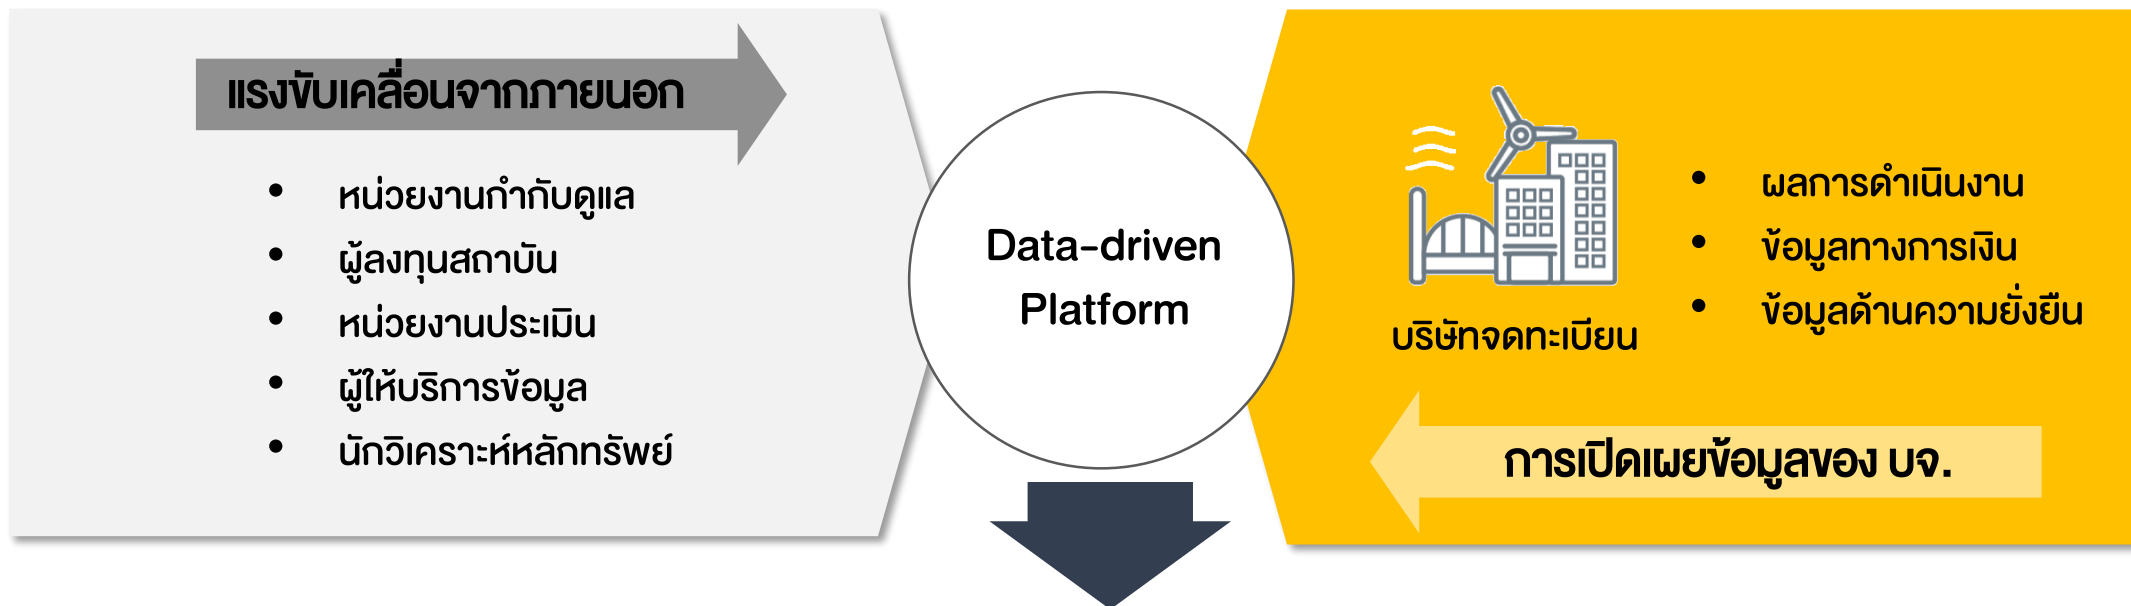 แรงขับเคลื่อนจากภายนอก
• หน่วยงานกำกับดูแล
• ผู้ลงทุนสถาบัน
• หน่วยงานประเมิน
• ผู้ให้บริการข้อมูล
• นักวิเคราะห์หลักทรัพย์
Data-driven
Platform
บริษัทจดทะเบียน
• ผลการดำเนินงาน
• ข้อมูลทางการเงิน
• ข้อมูลด้านความยั่งยืน
การเปิดเผยข้อมูลของ บจ.